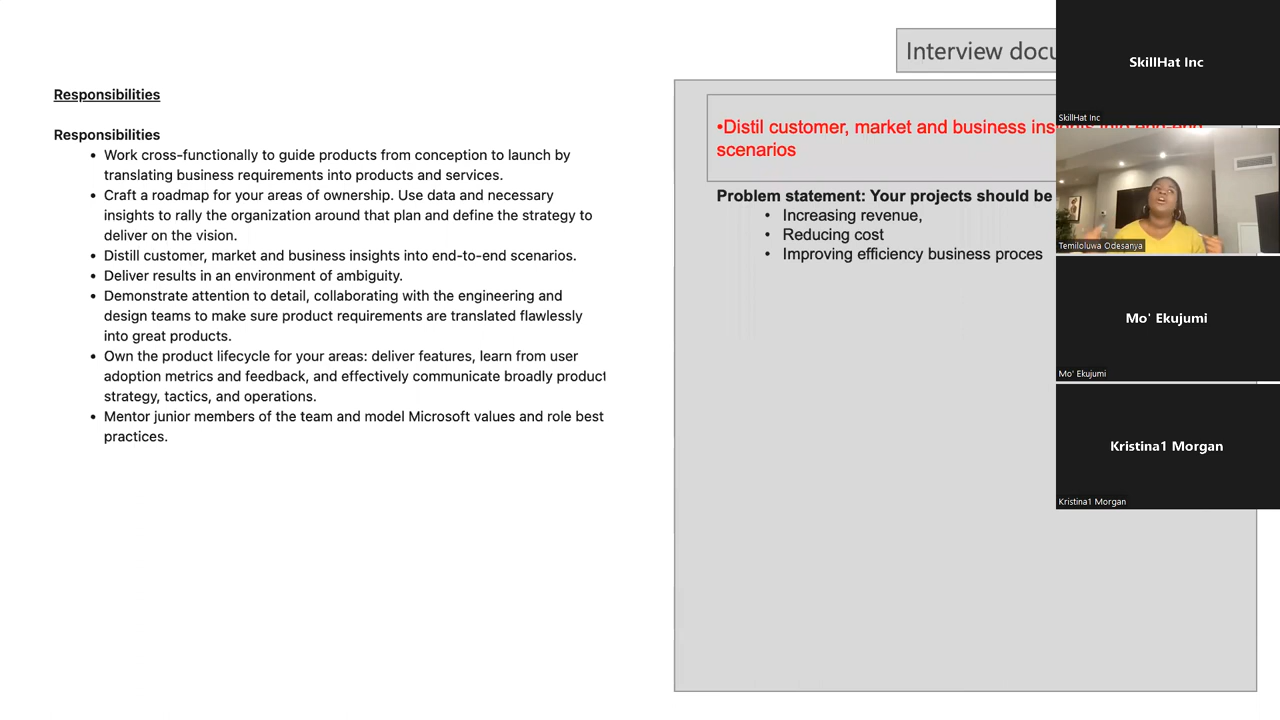 Responsibilities
Responsibilities
• Work cross-functionally to guide products from conception to launch by
translating business requirements into products and services.
• Craft a roadmap for your areas of ownership. Use data and necessary
insights to rally the organization around that plan and define the strategy to
deliver on the vision.
• Distill customer, market and business insights into end-to-end scenarios.
• Deliver results in an environment of ambiguity.
• Demonstrate attention to detail, collaborating with the engineering and
design teams to make sure product requirements are translated flawlessly
into great products.
• Own the product lifecycle for your areas: deliver features, learn from user
adoption metrics and feedback, and effectively communicate broadly product
strategy, tactics, and operations.
• Mentor junior members of the team and model Microsoft values and role best
practices.
Interview
•Distil customer, market and business insights into end-end
scenarios
Problem statement: Your projects should be
• Increasing revenue,
• Reducing cost
• Improving efficiency business proces
SkillHat Inc
SkillHat Inc
Temiloluwa Odesanya
Mo' Ekujumi
Mo' Ekujumi
Kristina1 Morgan
Kristina1 Morgan